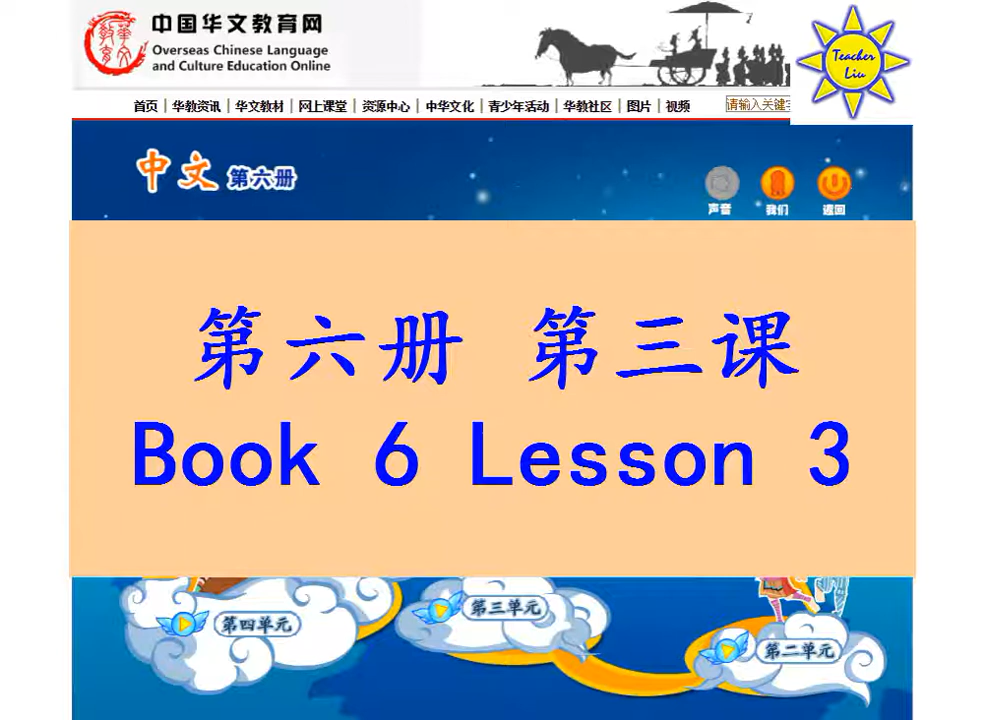 中国华文教育网
Overseas Chinese Language
and Culture Education Online
Teacher
Liu
首页 | 华教资讯 | 华文教材 | 网上课堂 | 资源中心 | 中华文化 | 青少年活动 | 华教社区 | 图片 | 视频
请输入关键字
中文 第六册
声音 我们 返回
第六册 第三课
Book 6 Lesson 3
第四单元 第三单元 第二单元